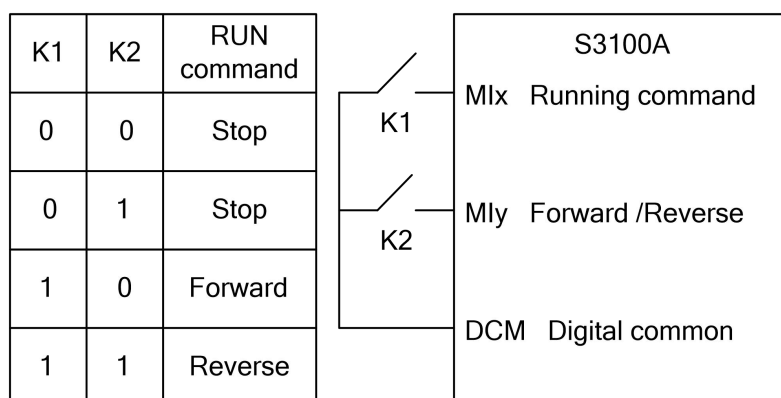 K1 K2 RUN command
0 0 Stop
0 1 Stop
1 0 Forward
1 1 Reverse
S3100A
K1 MIx Running command
K2 MIy Forward /Reverse
DCM Digital common